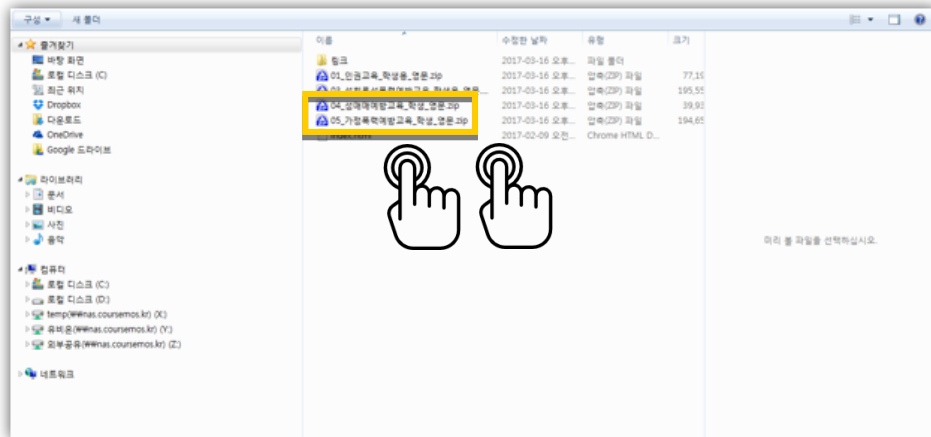 구성 새 폴더
즐겨찾기
바탕 화면
로컬 디스크 (C)
최근 위치
Dropbox
다운로드
OneDrive
Google 드라이브
라이브러리
문서
비디오
사진
음악
컴퓨터
로컬 디스크 (C:)
로컬 디스크 (D:)
temp(₩₩nas.coursemos.kr) (X:)
유비온(₩₩nas.coursemos.kr) (Y:)
외부공유(₩₩nas.coursemos.kr) (Z:)
네트워크
이름 수정한 날짜 유형 크기
링크 2017-03-16 오후... 파일 폴더
01_인권교육_학생용_영문.zip 2017-03-16 오후... 압축(ZIP) 파일 77,19
2017-03-16 오후... 압축(ZIP) 파일 195,55
04_성매매예방교육_학생_영문.zip 2017-03-16 오후... 압축(ZIP) 파일 39,93
05_가정폭력예방교육_학생_영문.zip 2017-03-16 오후... 압축(ZIP) 파일 194,65
index.html 2017-02-09 오전... Chrome HTML D...
미리 볼 파일을 선택하십시오.